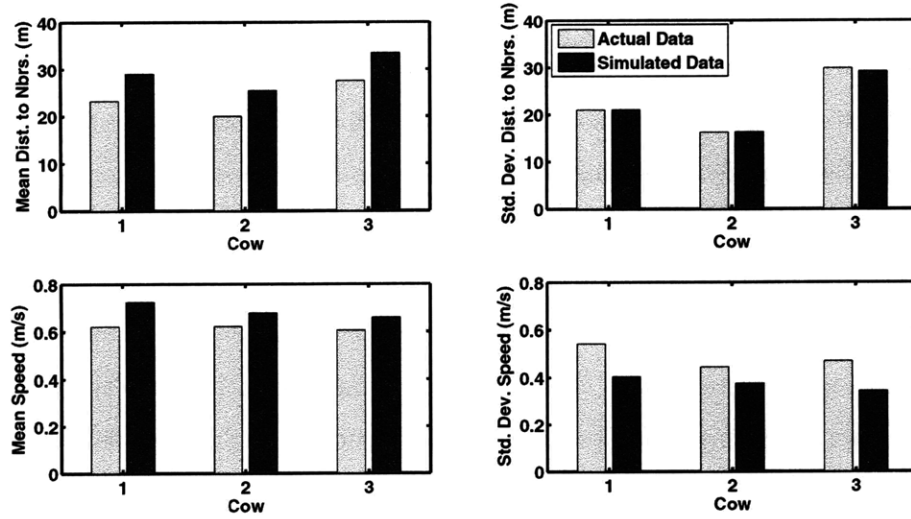 Mean Dist. to Nbrs. (m)
40
30
20
10
0
1 2 3
Cow
Std. Dev. Dist. to Nbrs. (m)
40
30
20
10
0
Actual Data
Simulated Data
1 2 3
Cow
Mean Speed (m/s)
0.8
0.6
0.4
0.2
0
1 2 3
Cow
Std. Dev. Speed (m/s)
0.8
0.6
0.4
0.2
0
1 2 3
Cow